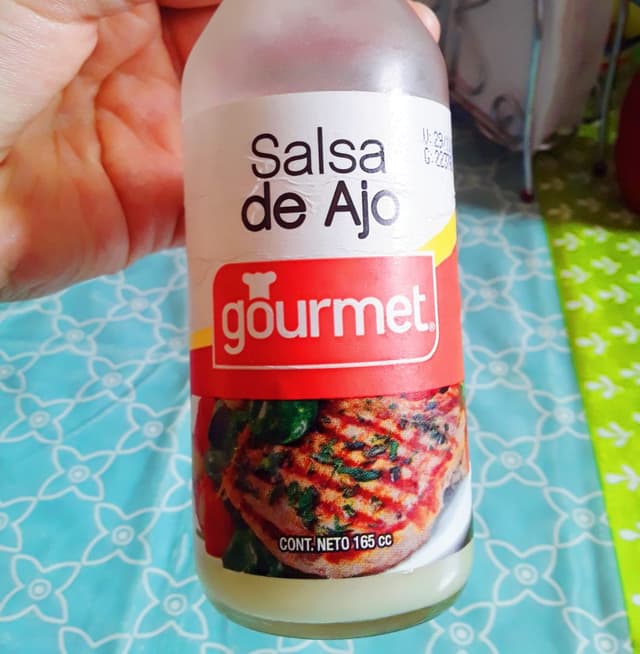 Salsa
de Ajo
gourmet®
CONT. NETO 165 cc